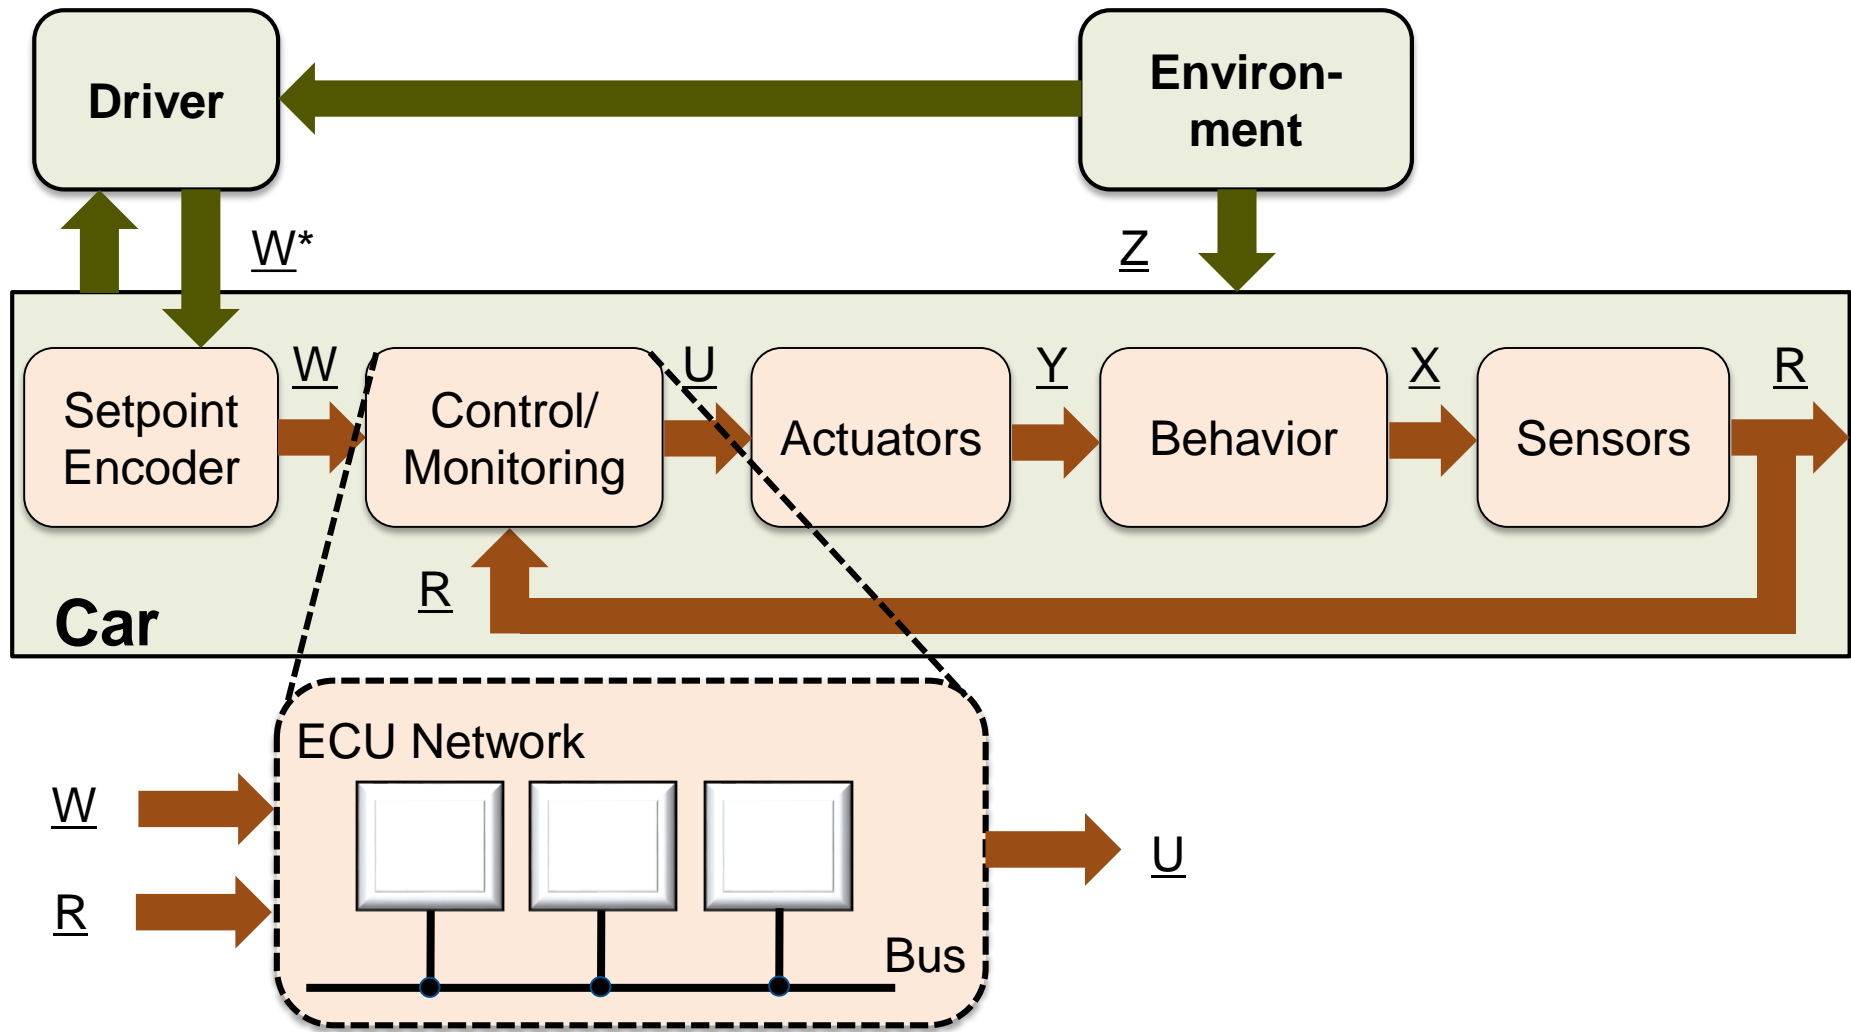 Driver
Environ-
ment
W*
Z
W
U
Y
X
R
Setpoint
Encoder
Control/
Monitoring
Actuators
Behavior
Sensors
R
Car
ECU Network
W
R
U
Bus